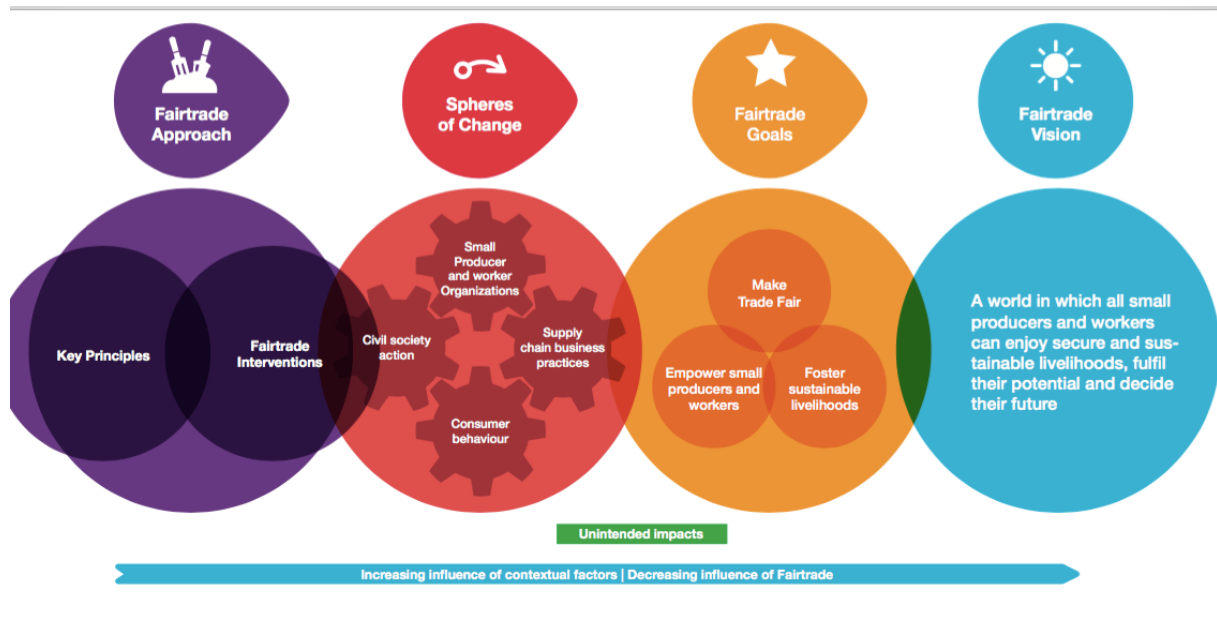 Fairtrade
Approach
Spheres
of Change
Fairtrade
Goals
Fairtrade
Vision
Key Principles
Fairtrade
Interventions
Small
Producer
and worker
Organizations
Civil society
action
Supply
chain business
practices
Consumer
behaviour
Make
Trade Fair
Empower small
producers and
workers
Foster
sustainable
livelihoods
A world in which all small
producers and workers
can enjoy secure and sus-
tainable livelihoods, fulfil
their potential and decide
their future
Unintended impacts
Increasing influence of contextual factors | Decreasing influence of Fairtrade